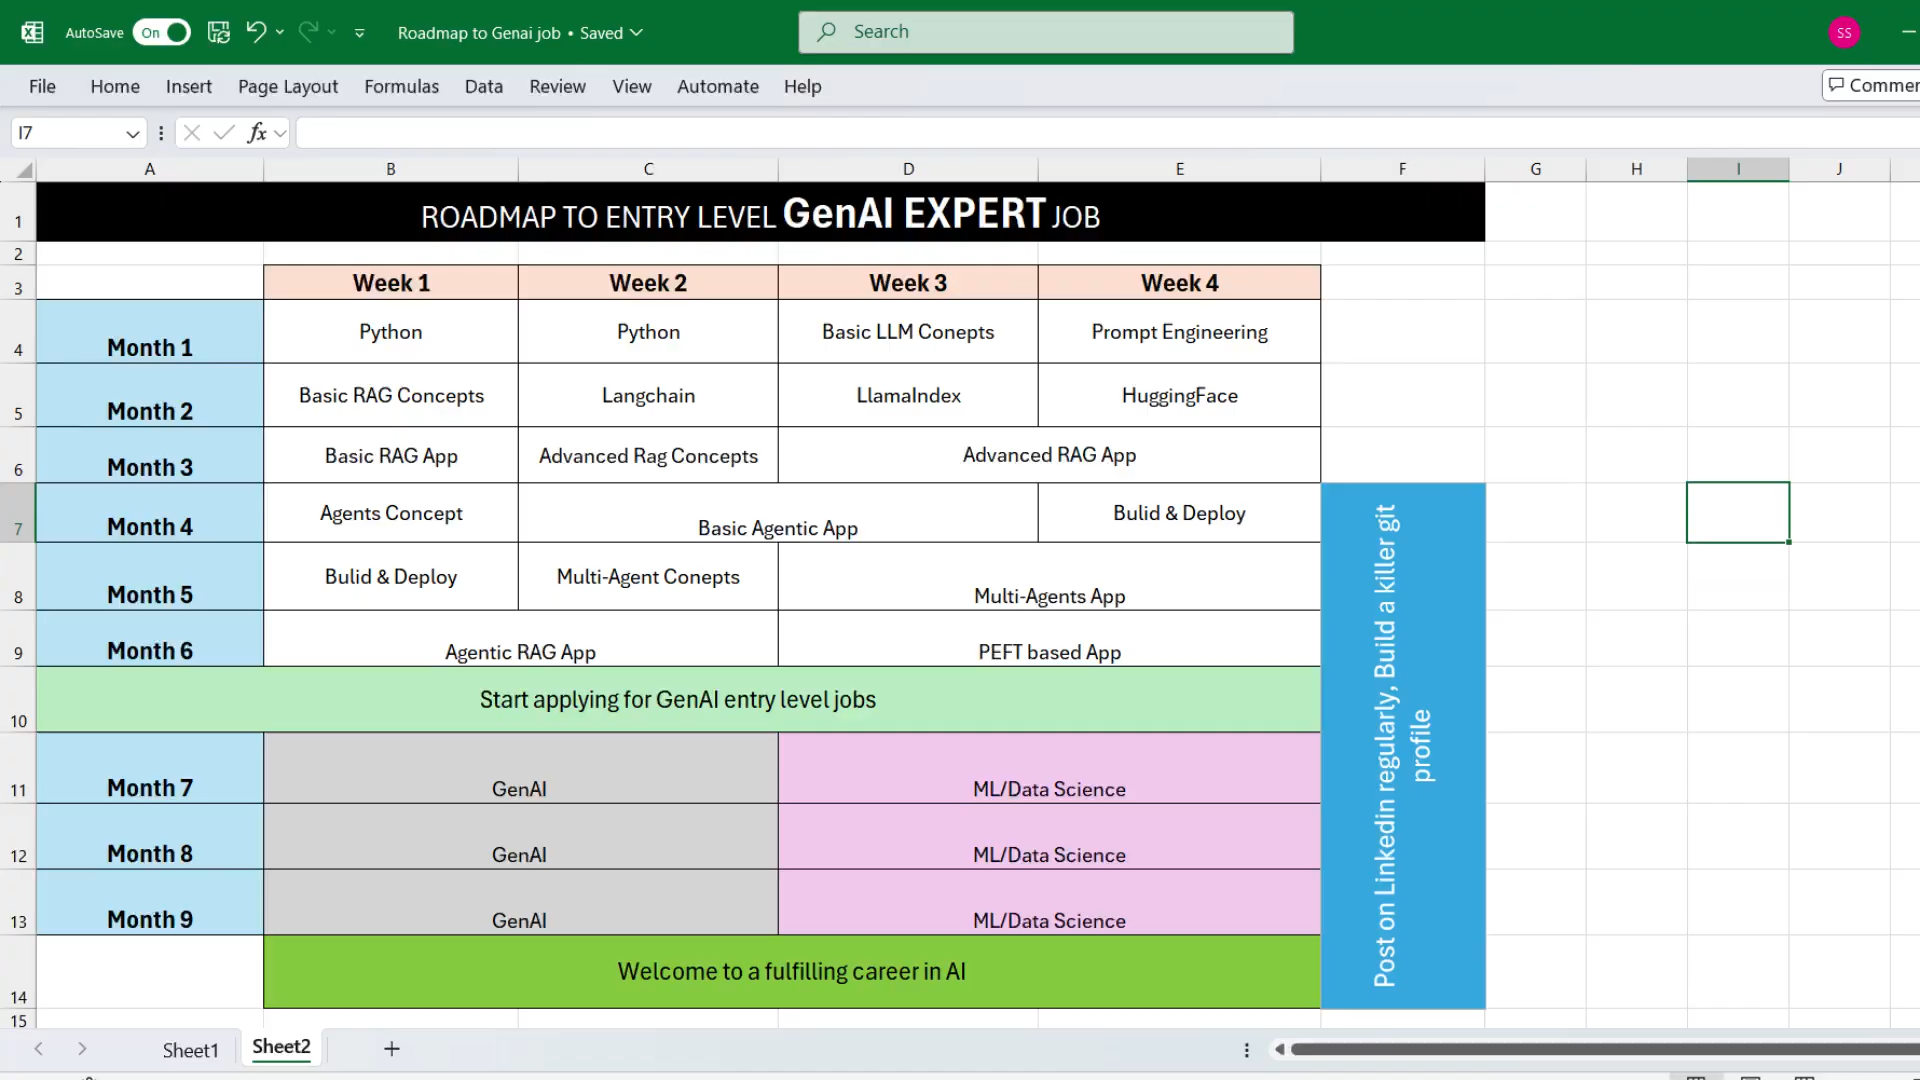 AutoSave On Roadmap to Genai job • Saved Search SS
File Home Insert Page Layout Formulas Data Review View Automate Help Commen
I7 fx
A B C D E F G H I J
1 ROADMAP TO ENTRY LEVEL GenAI EXPERT JOB
2
3 Week 1 Week 2 Week 3 Week 4
4 Month 1 Python Python Basic LLM Conepts Prompt Engineering
5 Month 2 Basic RAG Concepts Langchain LlamaIndex HuggingFace
6 Month 3 Basic RAG App Advanced Rag Concepts Advanced RAG App
7 Month 4 Agents Concept Basic Agentic App Bulid & Deploy
8 Month 5 Bulid & Deploy Multi-Agent Conepts Multi-Agents App
9 Month 6 Agentic RAG App PEFT based App
10 Start applying for GenAI entry level jobs
11 Month 7 GenAI ML/Data Science
12 Month 8 GenAI ML/Data Science
13 Month 9 GenAI ML/Data Science
14 Welcome to a fulfilling career in AI
15
Post on Linkedin regularly, Build a killer git
profile
Sheet1 Sheet2